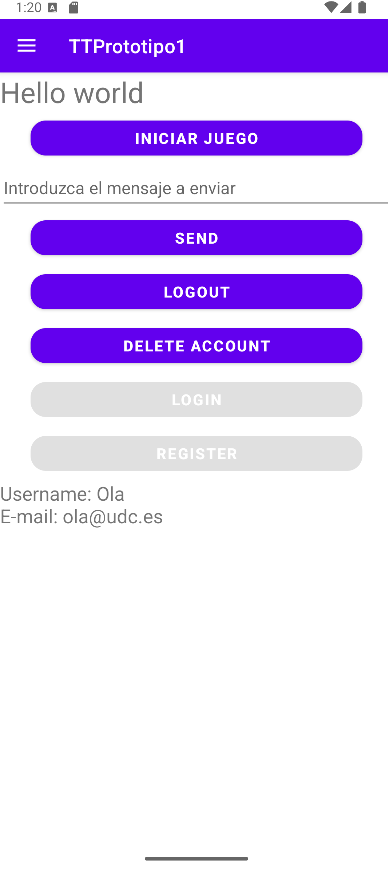 1:20
TTPrototipo1
Hello world
INICIAR JUEGO
Introduzca el mensaje a enviar
SEND
LOGOUT
DELETE ACCOUNT
LOGIN
REGISTER
Username: Ola
E-mail: ola@udc.es